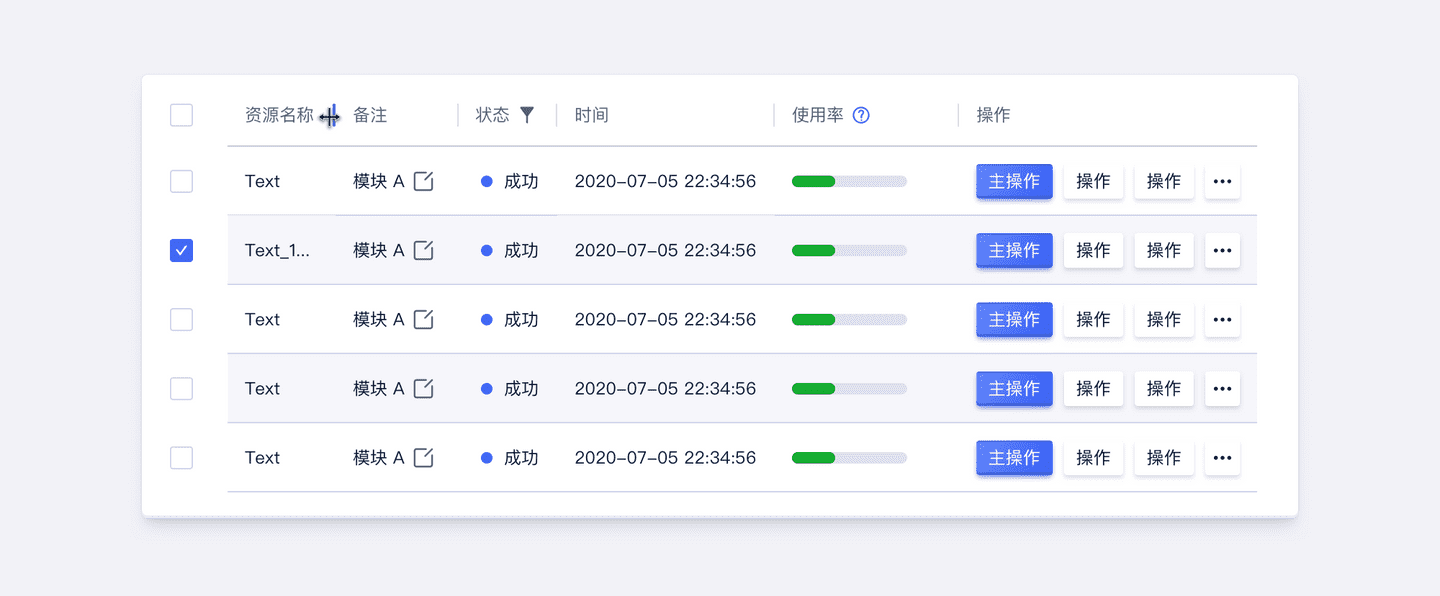 资源名称 备注 状态 时间 使用率 ? 操作
Text 模块 A 成功 2020-07-05 22:34:56 主操作 操作 操作 •••
Text_1... 模块 A 成功 2020-07-05 22:34:56 主操作 操作 操作 •••
Text 模块 A 成功 2020-07-05 22:34:56 主操作 操作 操作 •••
Text 模块 A 成功 2020-07-05 22:34:56 主操作 操作 操作 •••
Text 模块 A 成功 2020-07-05 22:34:56 主操作 操作 操作 •••